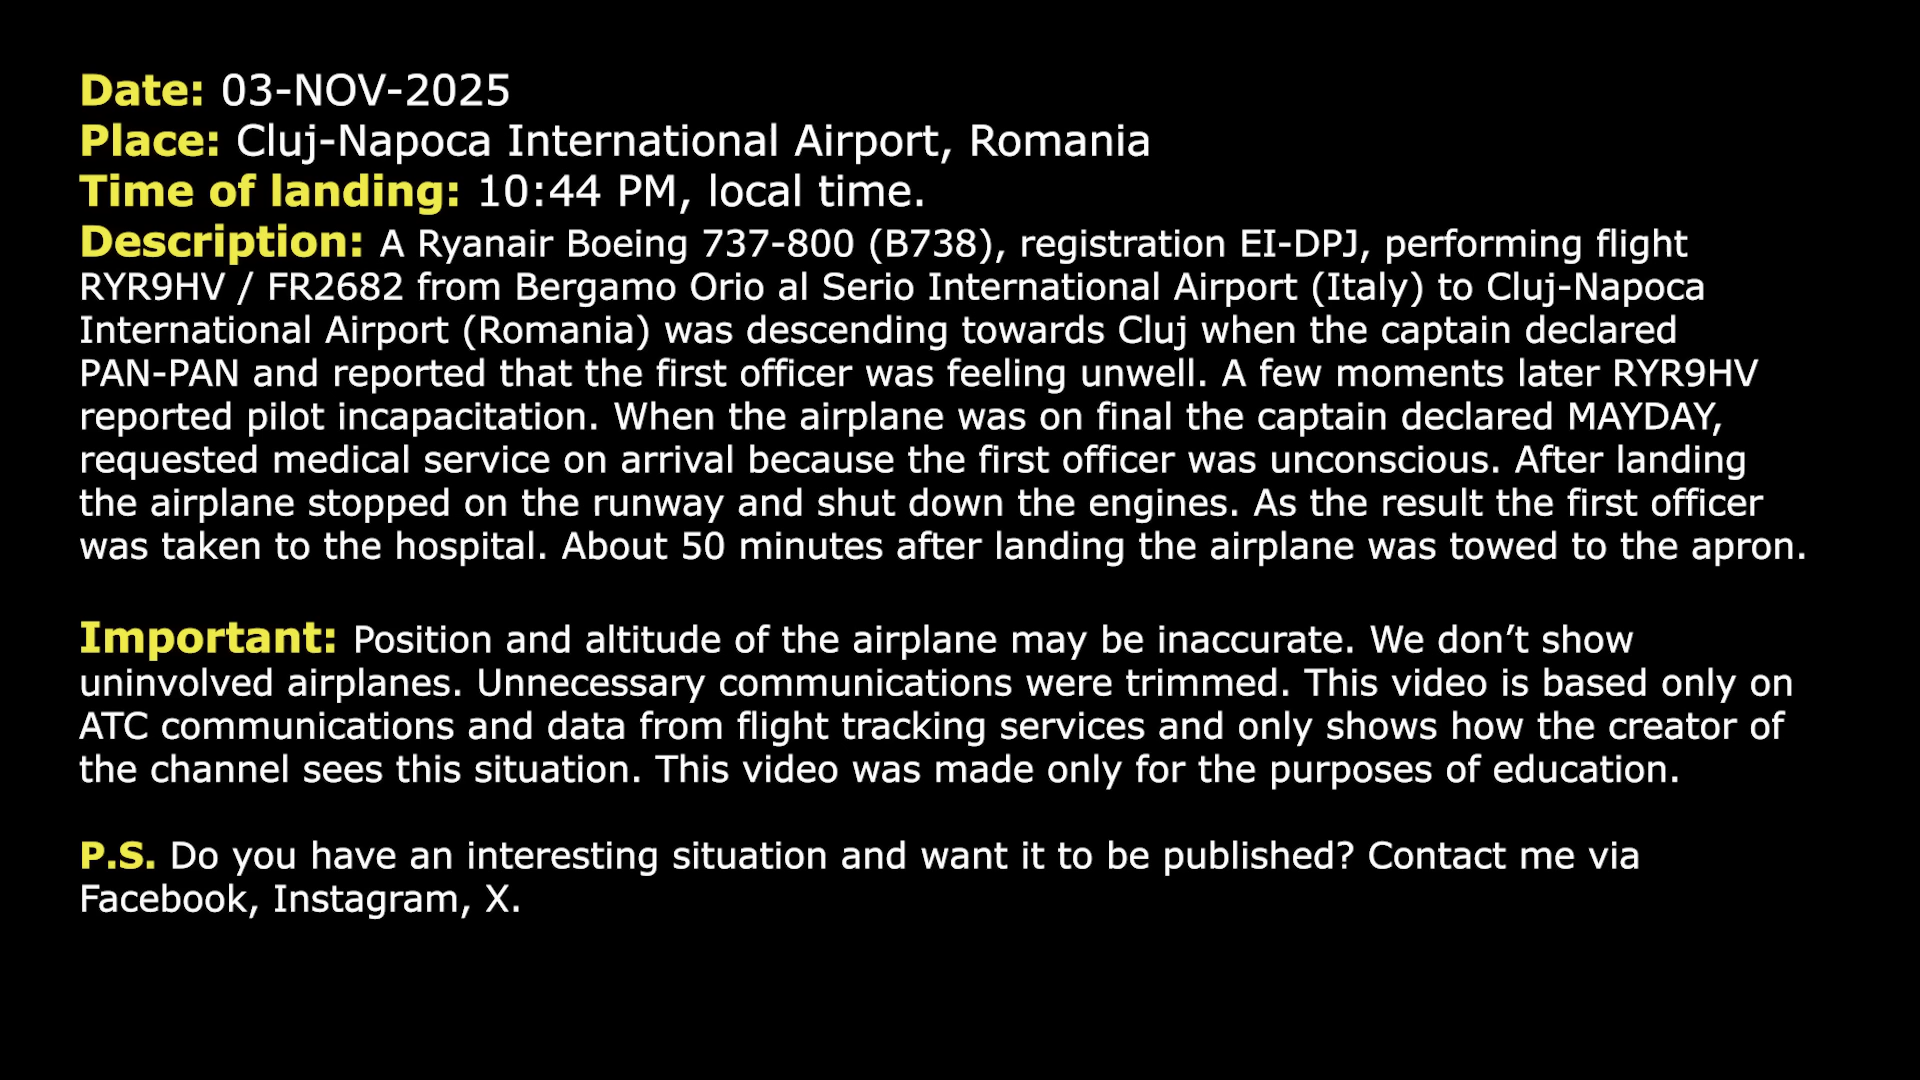 Date: 03-NOV-2025
Place: Cluj-Napoca International Airport, Romania
Time of landing: 10:44 PM, local time.
Description: A Ryanair Boeing 737-800 (B738), registration EI-DPJ, performing flight
RYR9HV / FR2682 from Bergamo Orio al Serio International Airport (Italy) to Cluj-Napoca
International Airport (Romania) was descending towards Cluj when the captain declared
PAN-PAN and reported that the first officer was feeling unwell. A few moments later RYR9HV
reported pilot incapacitation. When the airplane was on final the captain declared MAYDAY,
requested medical service on arrival because the first officer was unconscious. After landing
the airplane stopped on the runway and shut down the engines. As the result the first officer
was taken to the hospital. About 50 minutes after landing the airplane was towed to the apron.
Important: Position and altitude of the airplane may be inaccurate. We don’t show
uninvolved airplanes. Unnecessary communications were trimmed. This video is based only on
ATC communications and data from flight tracking services and only shows how the creator of
the channel sees this situation. This video was made only for the purposes of education.
P.S. Do you have an interesting situation and want it to be published? Contact me via
Facebook, Instagram, X.